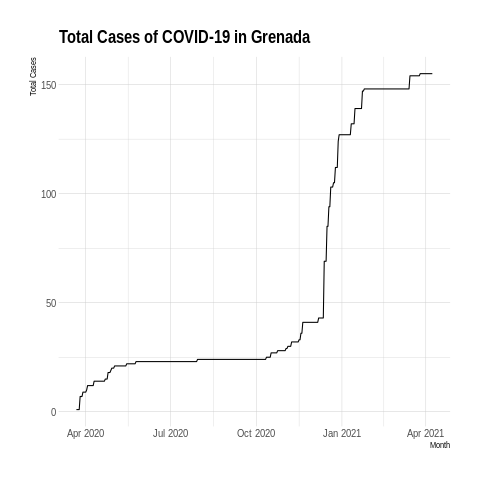 Total Cases of COVID-19 in Grenada
Total Cases
150
100
50
0
Apr 2020 Jul 2020 Oct 2020 Jan 2021 Apr 2021
Month